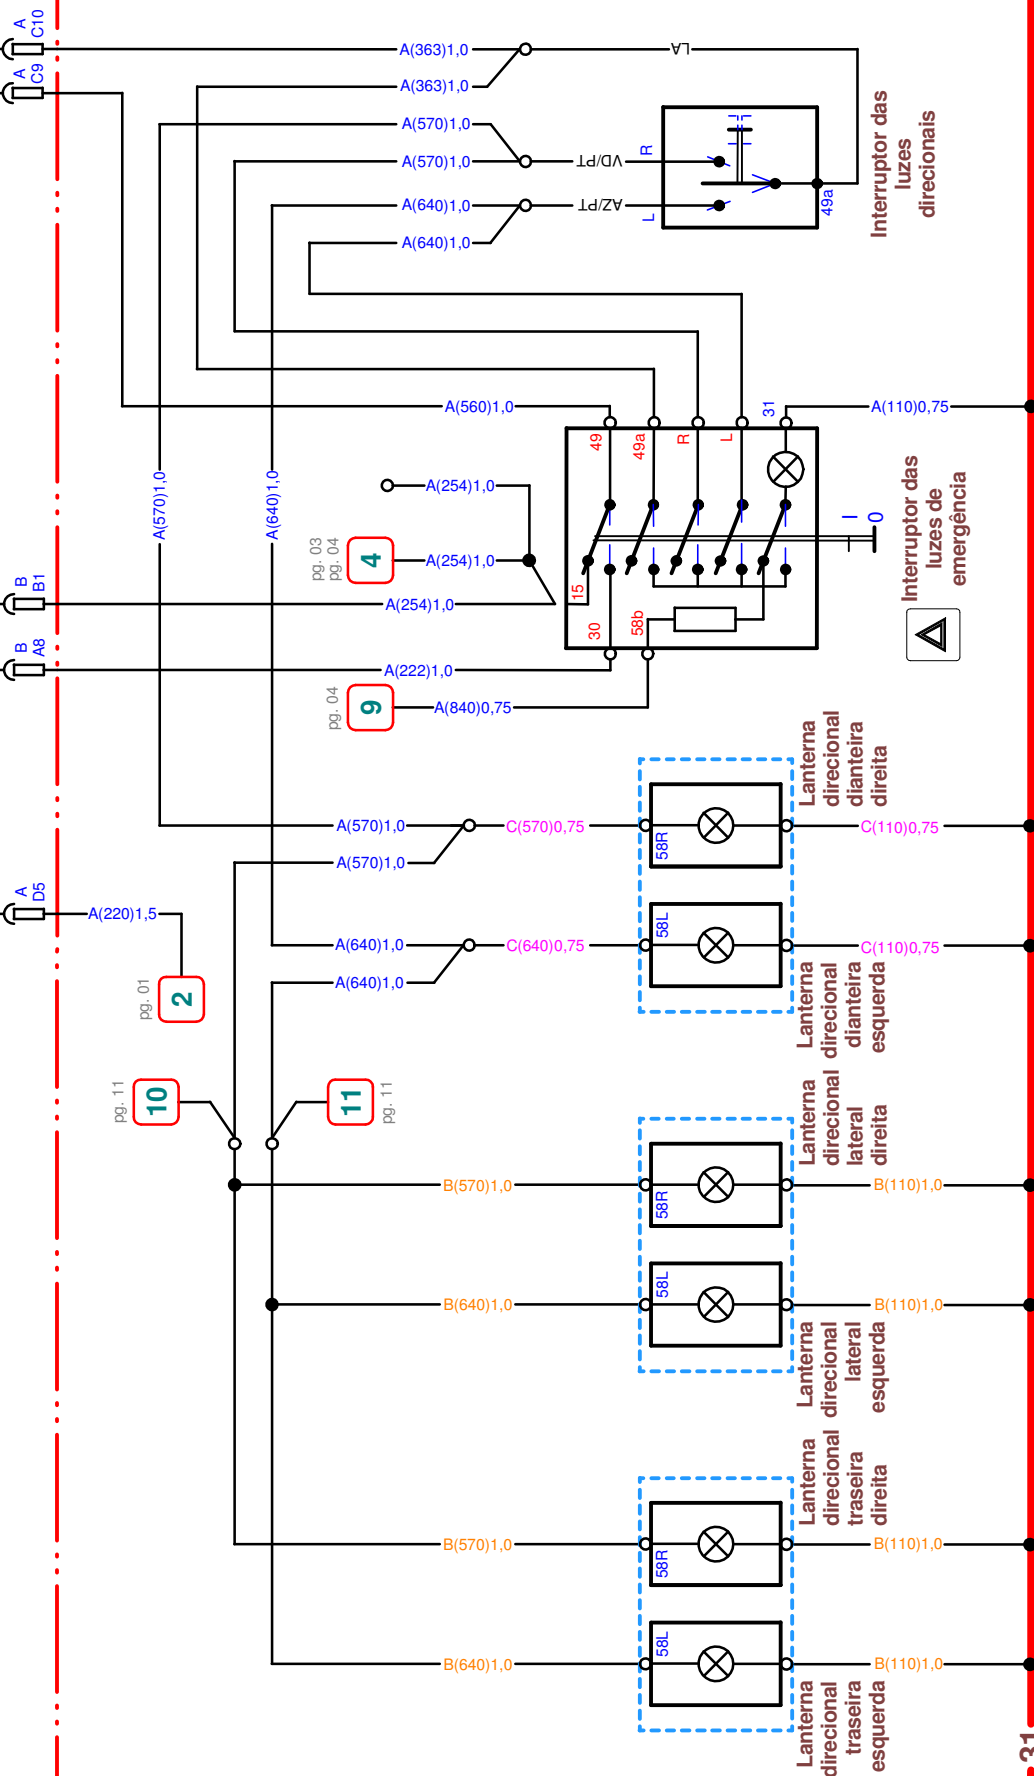 A
C10
A
C9
A(363)1,0
LA
A(363)1,0
A(570)1,0
A(570)1,0
VD/PT
R
A(640)1,0
AZ/PT
L
A(640)1,0
49a
Interruptor das
luzes
direcionais
A(560)1,0
A(570)1,0
A(640)1,0
49
49a
R
L
31
A(110)0,75
A(254)1,0
pg. 03
pg. 04
4
A(254)1,0
B
B1
A(254)1,0
15
30
58b
I
0
Interruptor das
luzes de
emergência
B
A8
A(222)1,0
pg. 04
9
A(840)0,75
A(570)1,0
C(570)0,75
58R
C(110)0,75
Lanterna
direcional
dianteira
direita
A(570)1,0
A
D5
A(220)1,5
pg. 01
2
A(640)1,0
C(640)0,75
58L
C(110)0,75
Lanterna
direcional
dianteira
esquerda
A(640)1,0
pg. 11
10
11
pg. 11
B(570)1,0
58R
B(110)1,0
Lanterna
direcional
lateral
direita
B(640)1,0
58L
B(110)1,0
Lanterna
direcional
lateral
esquerda
B(570)1,0
58R
B(110)1,0
Lanterna
direcional
traseira
direita
B(640)1,0
58L
B(110)1,0
Lanterna
direcional
traseira
esquerda
31